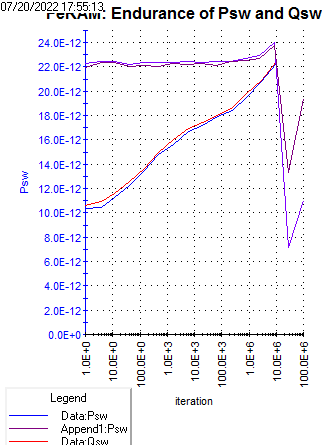 07/20/2022 17:55:13
FeRAM: Endurance of Psw and Qsw
24.0E-12
22.0E-12
20.0E-12
18.0E-12
16.0E-12
14.0E-12
12.0E-12
10.0E-12
8.0E-12
6.0E-12
4.0E-12
2.0E-12
0.0E+0
Psw
1.0E+0
10.0E+0
100.0E+0
1.0E+3
10.0E+3
100.0E+3
1.0E+6
10.0E+6
100.0E+6
iteration
Legend
Data:Psw
Append1:Psw
Data:Qsw